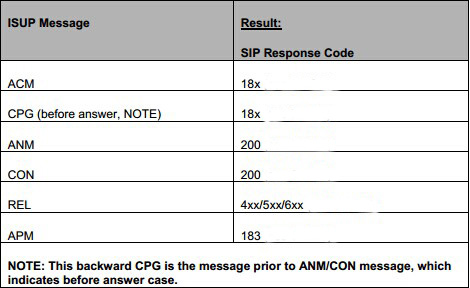 ISUP Message
Result:
SIP Response Code
ACM 18x
CPG (before answer, NOTE) 18x
ANM 200
CON 200
REL 4xx/5xx/6xx
APM 183
NOTE: This backward CPG is the message prior to ANM/CON message, which
indicates before answer case.